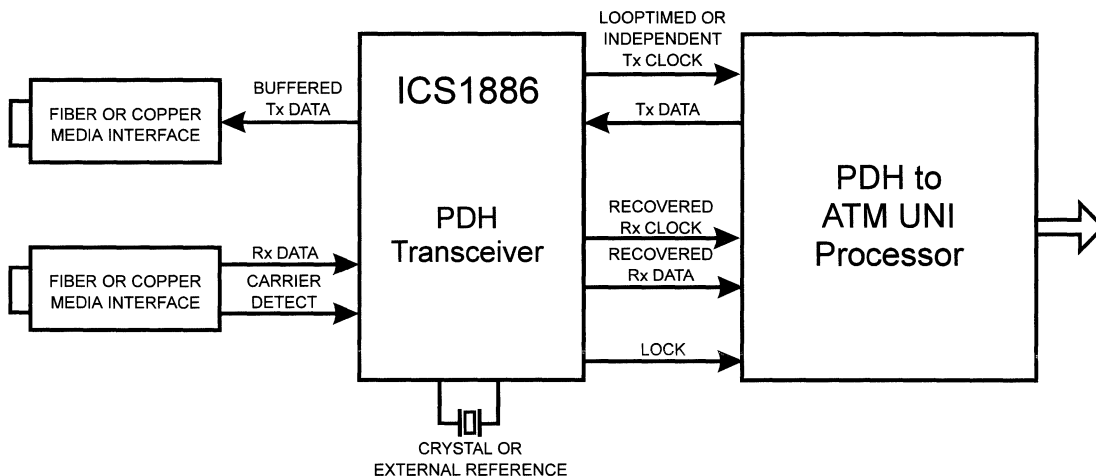 LOOPTIMED OR
INDEPENDENT
Tx CLOCK
BUFFERED
Tx DATA
FIBER OR COPPER
MEDIA INTERFACE
ICS1886
Tx DATA
PDH
Transceiver
PDH to
ATM UNI
Processor
RECOVERED
Rx CLOCK
RECOVERED
Rx DATA
FIBER OR COPPER
MEDIA INTERFACE
Rx DATA
CARRIER
DETECT
LOCK
CRYSTAL OR
EXTERNAL REFERENCE